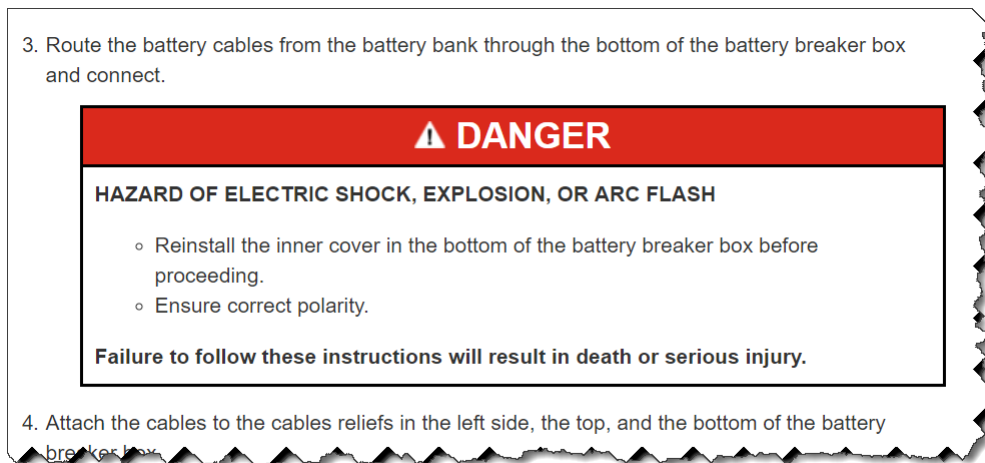 3. Route the battery cables from the battery bank through the bottom of the battery breaker box
and connect.
DANGER
HAZARD OF ELECTRIC SHOCK, EXPLOSION, OR ARC FLASH
Reinstall the inner cover in the bottom of the battery breaker box before
proceeding.
Ensure correct polarity.
Failure to follow these instructions will result in death or serious injury.
4. Attach the cables to the cables reliefs in the left side, the top, and the bottom of the battery